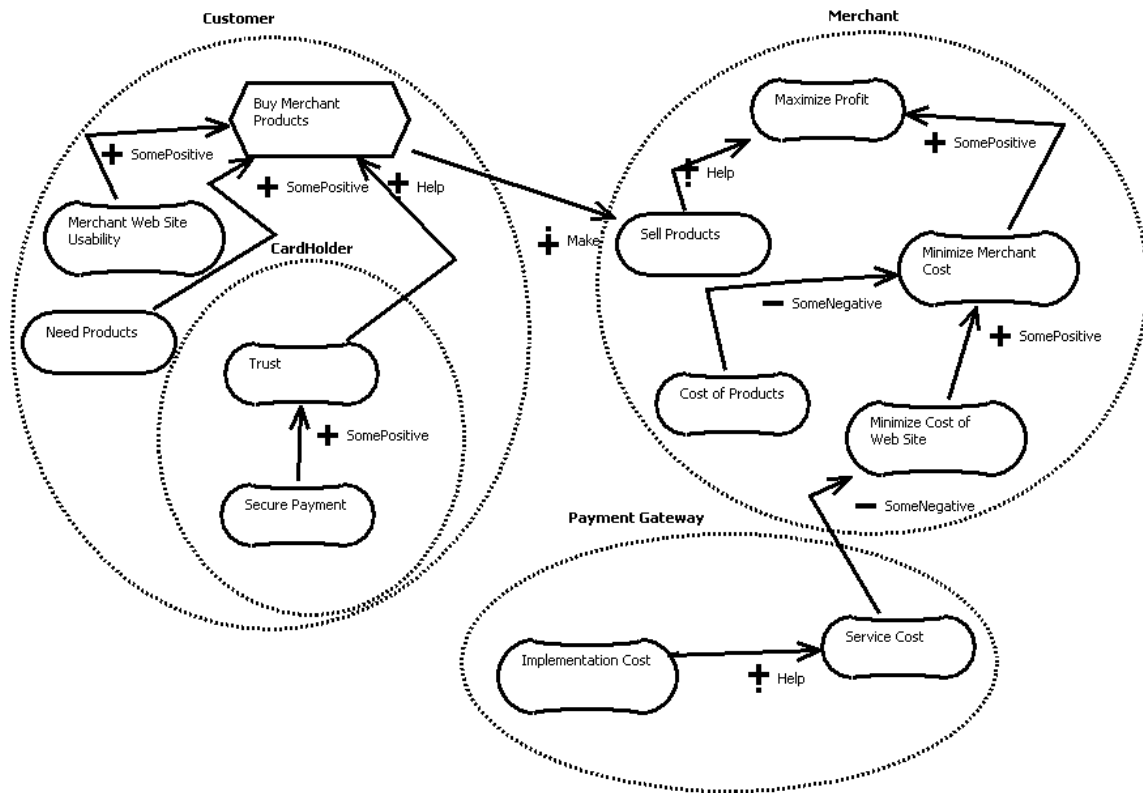 Customer
Merchant
Buy Merchant
Products
Maximize Profit
SomePositive
SomePositive
Help
Help
SomePositive
Merchant Web Site
Usability
Sell Products
Make
Minimize Merchant
Cost
CardHolder
SomeNegative
Need Products
Trust
SomePositive
Cost of Products
Minimize Cost of
Web Site
SomePositive
Secure Payment
SomeNegative
Payment Gateway
Service Cost
Implementation Cost
Help